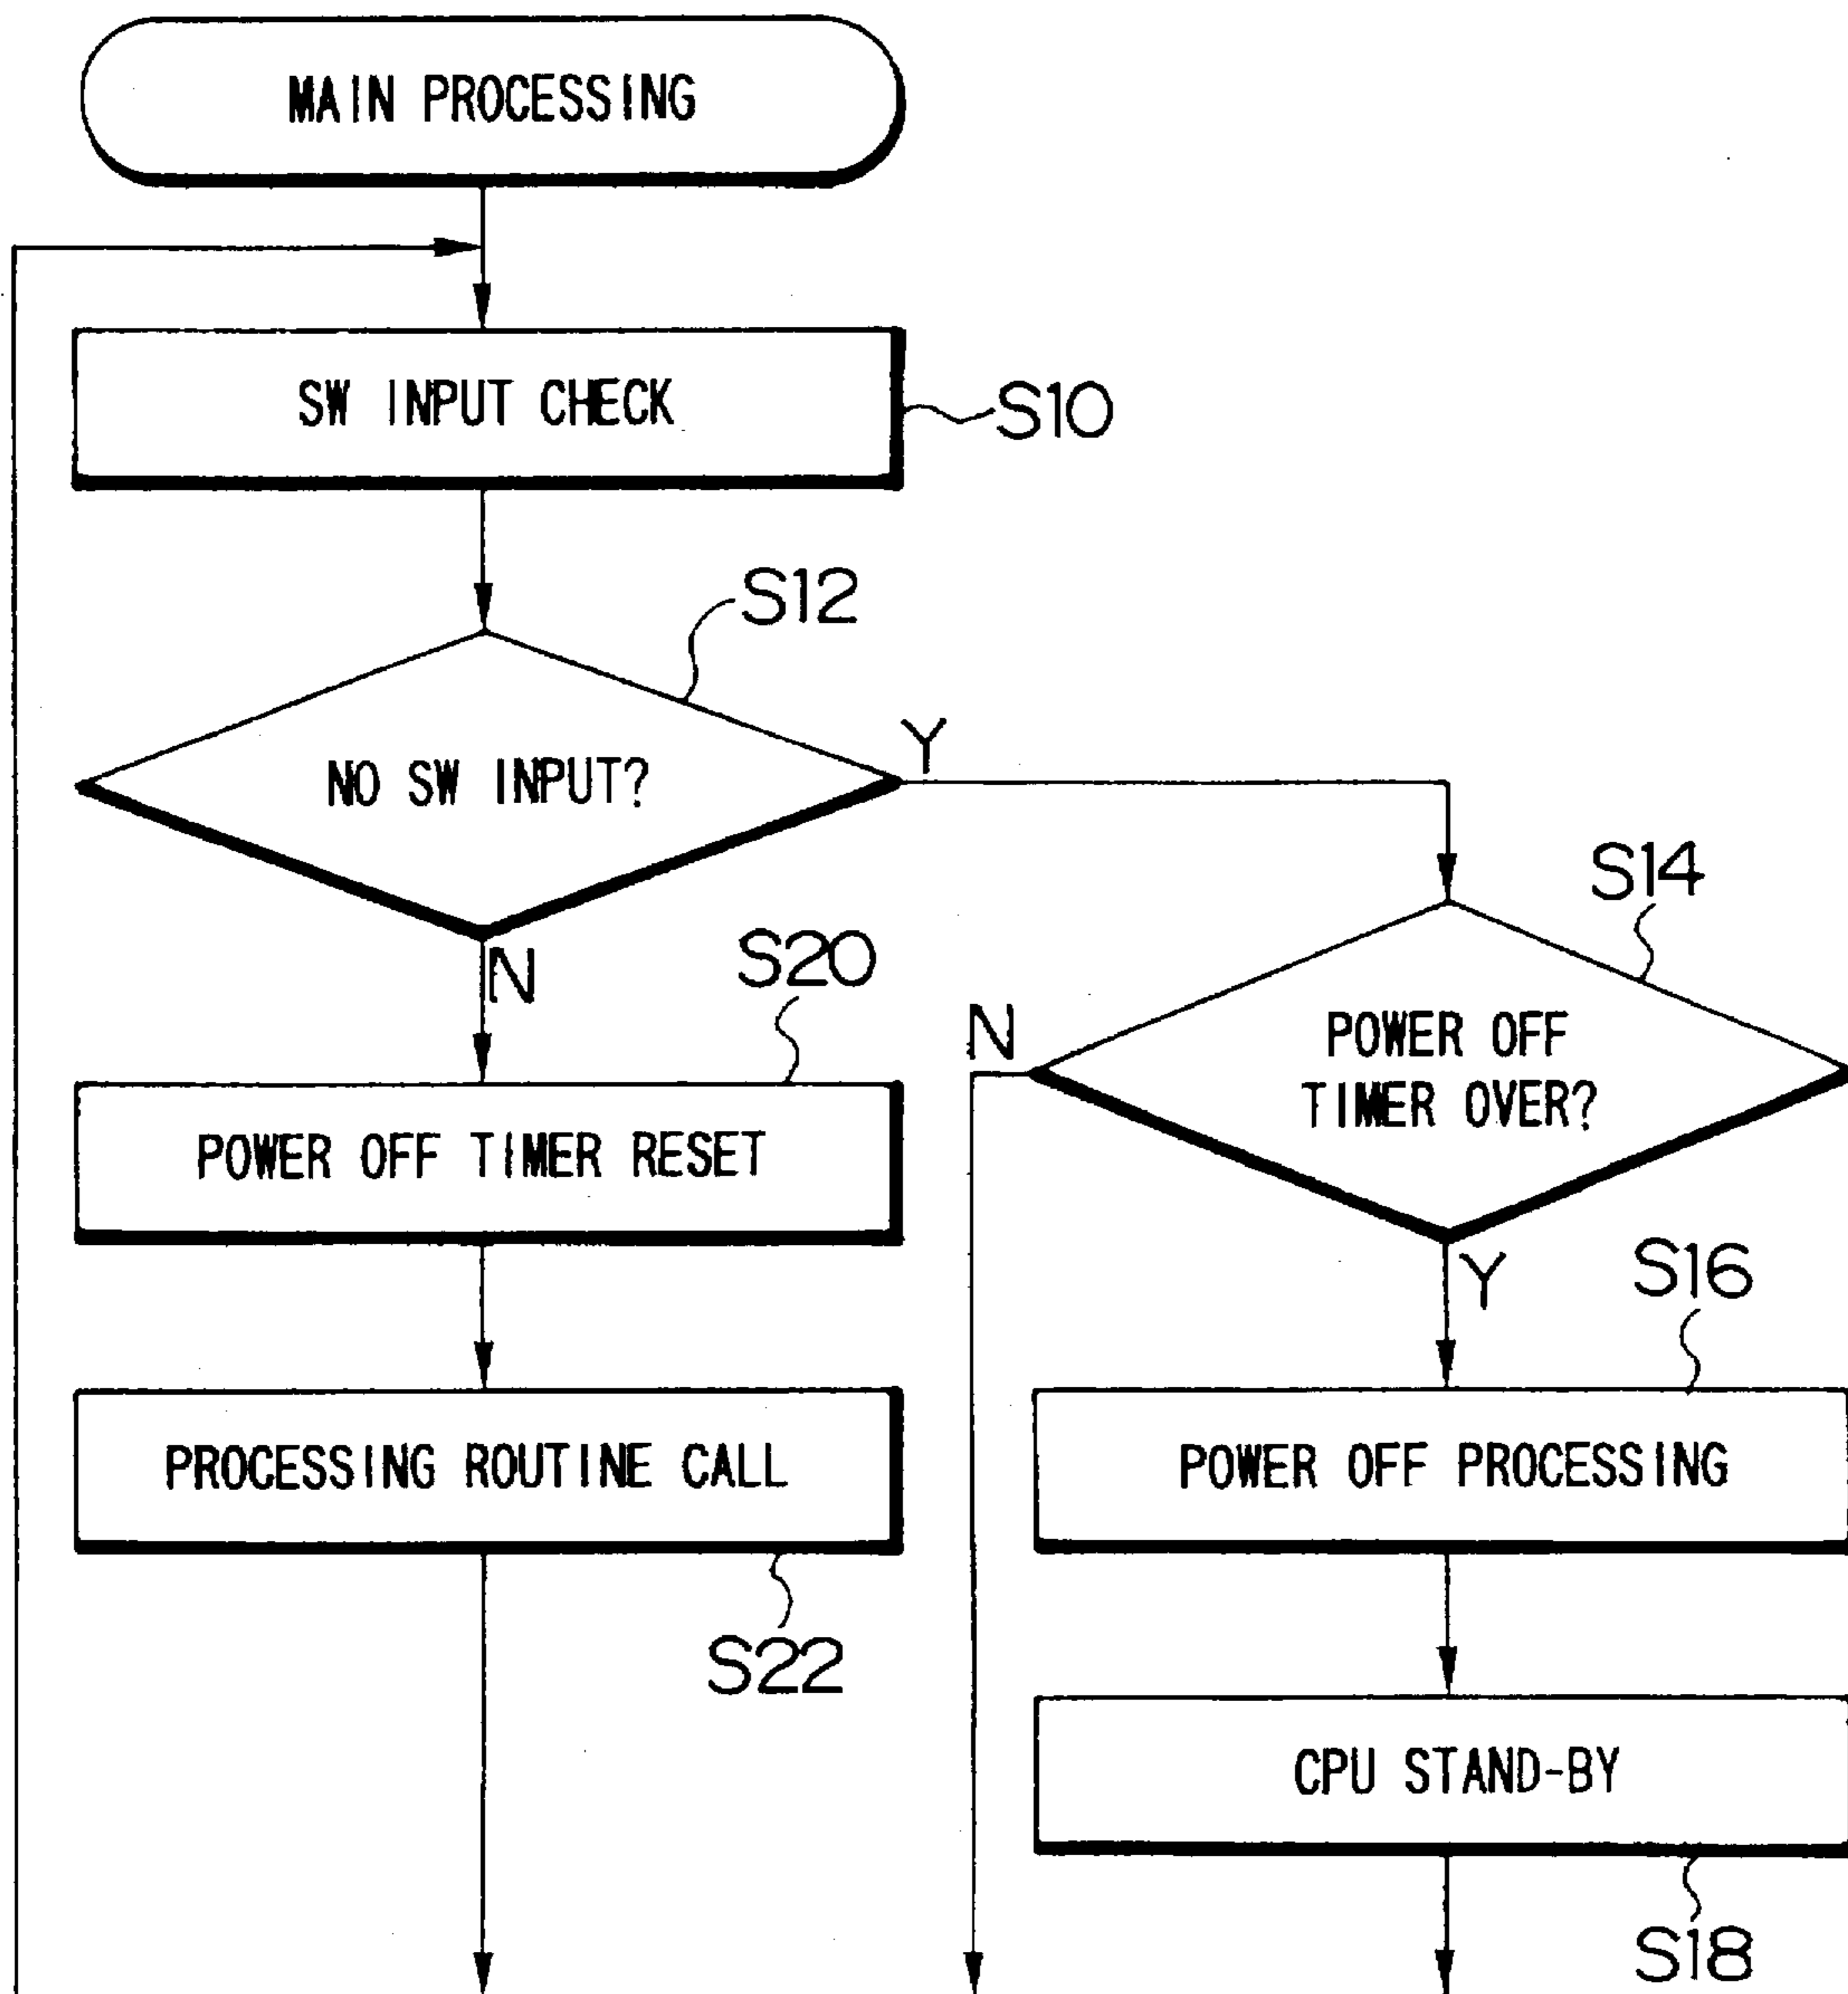 MAIN PROCESSING
SW INPUT CHECK
S10
S12
NO SW INPUT?
Y
N
S14
POWER OFF
TIMER OVER?
N
Y
S20
POWER OFF TIMER RESET
S16
POWER OFF PROCESSING
PROCESSING ROUTINE CALL
S22
CPU STAND-BY
S18